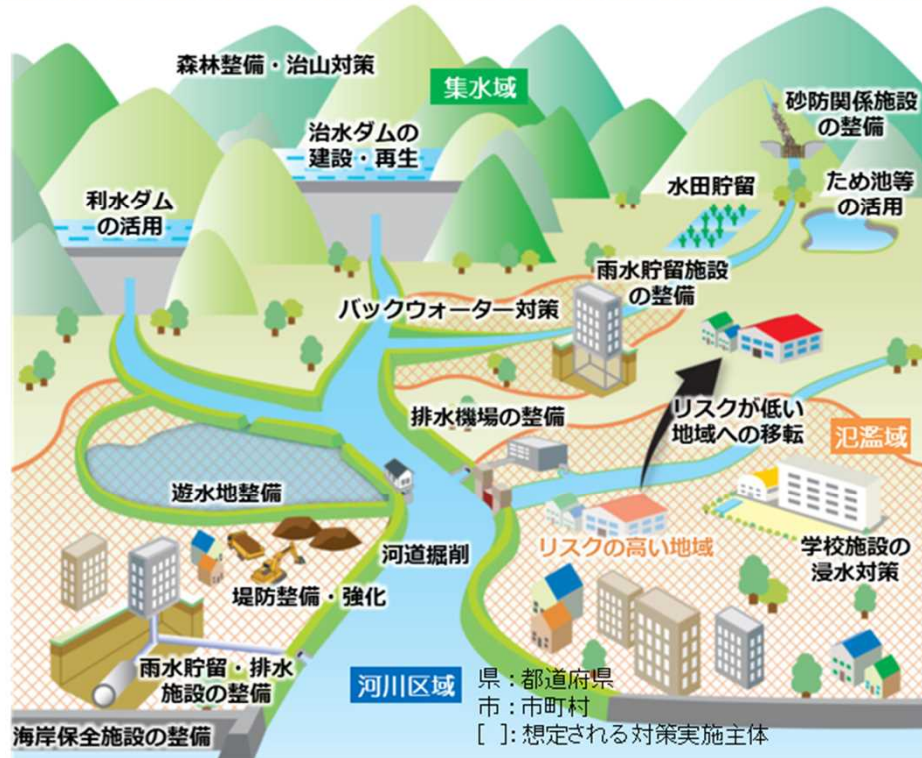 森林整備・治山対策
集水域
砂防関係施設
の整備
治水ダムの
建設・再生
水田貯留
ため池等
の活用
利水ダム
の活用
雨水貯留施設
の整備
バックウォーター対策
排水機場の整備
リスクが低い
地域への移転
氾濫域
遊水地整備
リスクの高い地域
学校施設の
浸水対策
河道掘削
堤防整備・強化
雨水貯留・排水
施設の整備
河川区域
県：都道府県
市：市町村
[ ]：想定される対策実施主体
海岸保全施設の整備